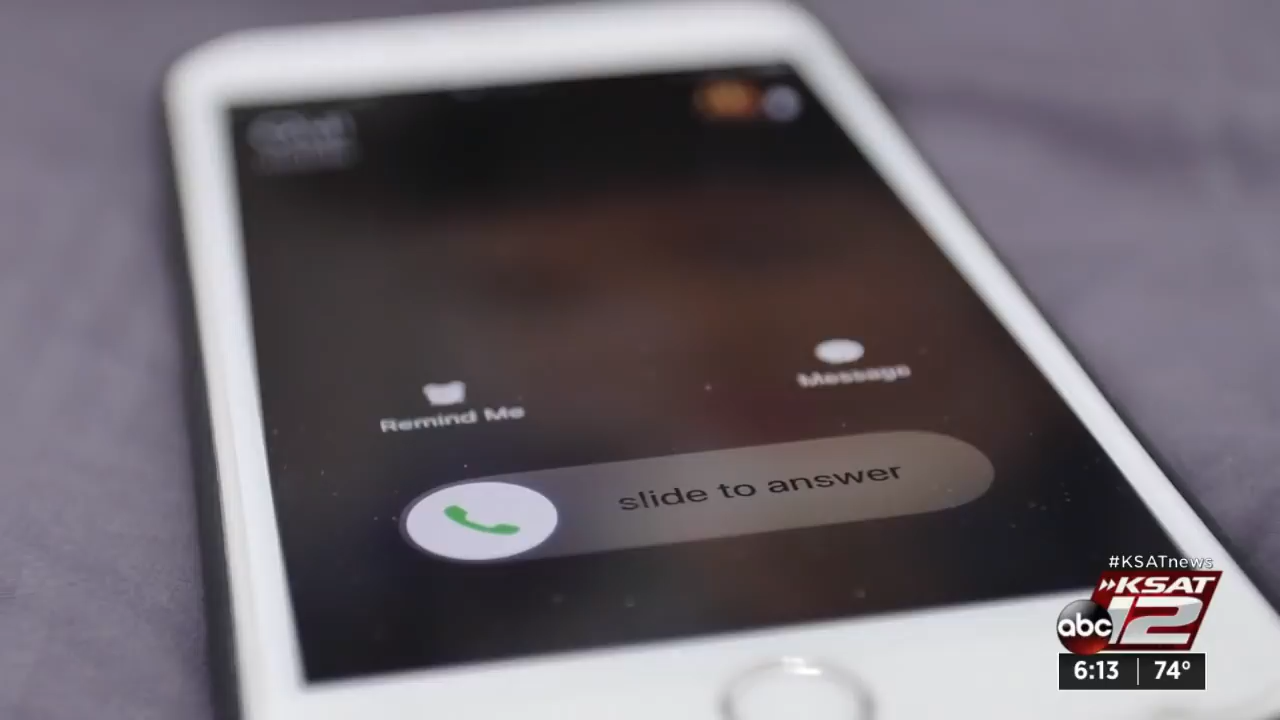 Remind Me
Message
slide to answer
#KSATnews
KSAT
abc 12
6:13 74°